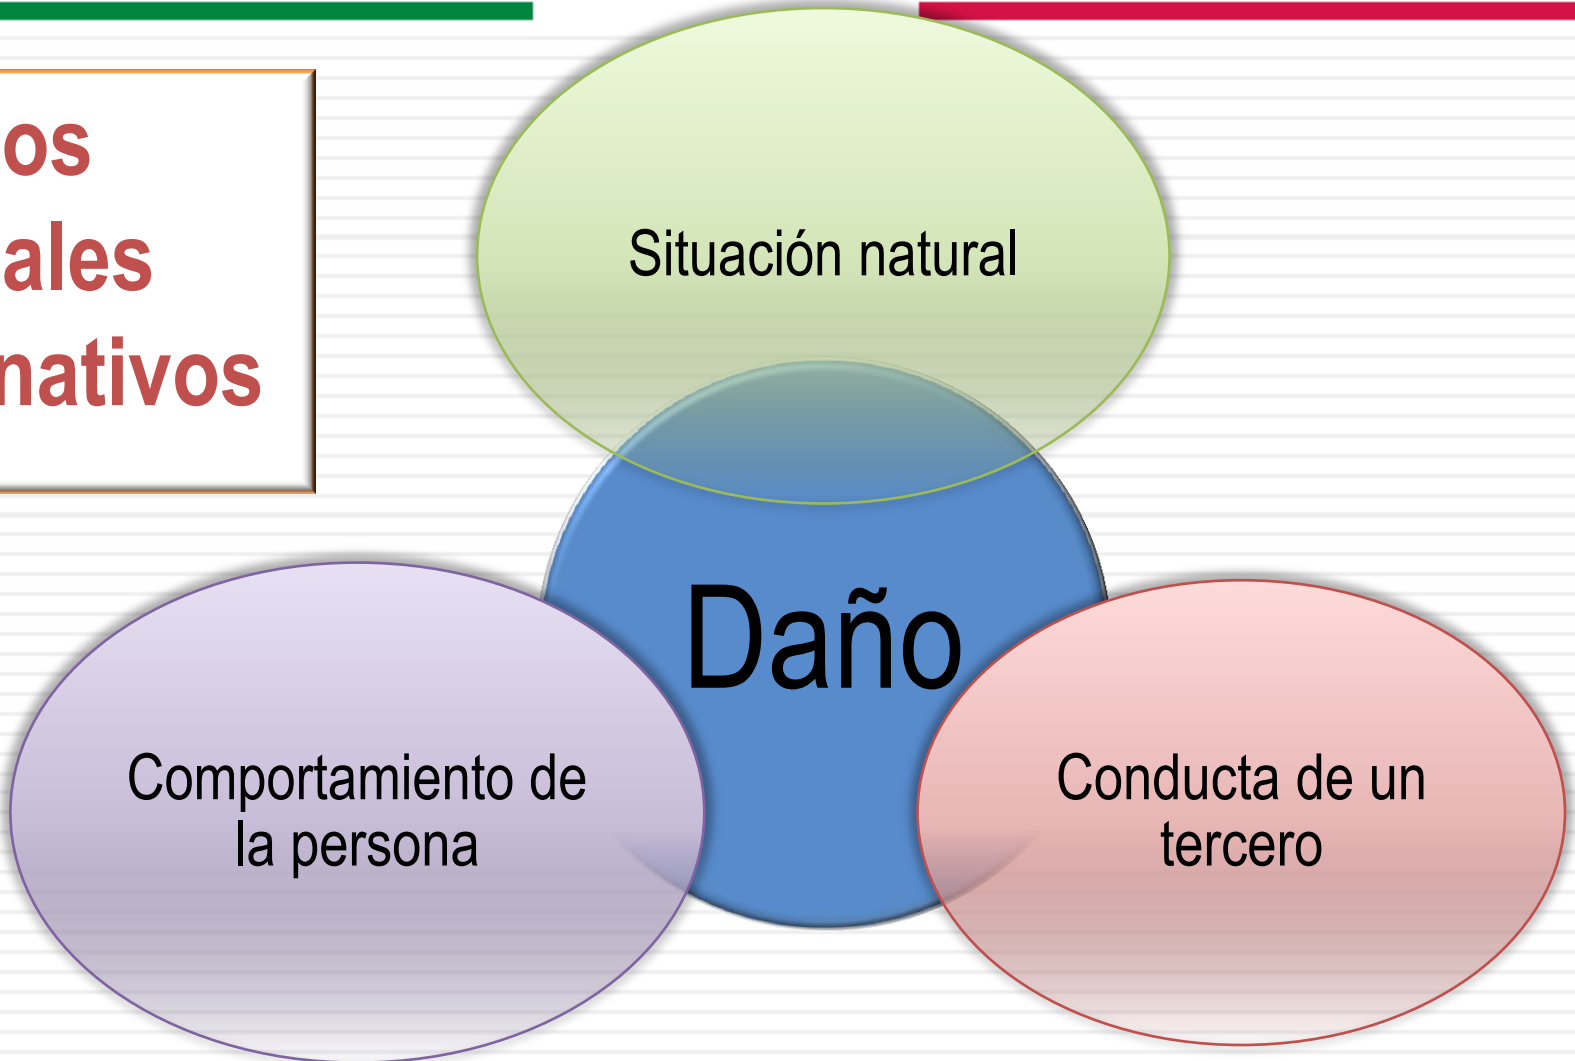 os
ales
nativos
Situación natural
Daño
Comportamiento de
la persona
Conducta de un
tercero